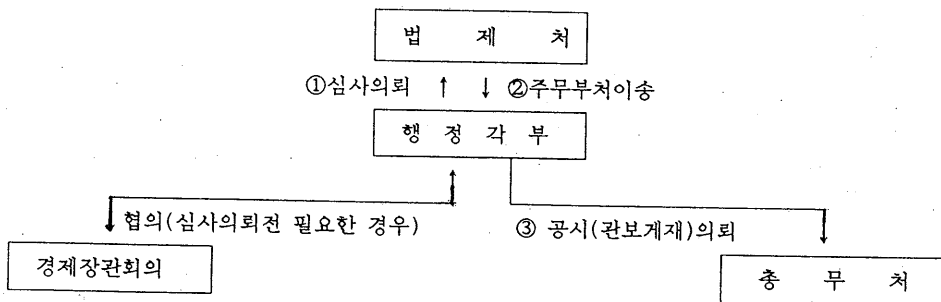 법 제 처
①심사의뢰 ↑ ↓ ②주무부처이송
행 정 각 부
협의(심사의뢰전 필요한 경우)
③ 공시(관보게재)의뢰
경제장관회의
총 무 처